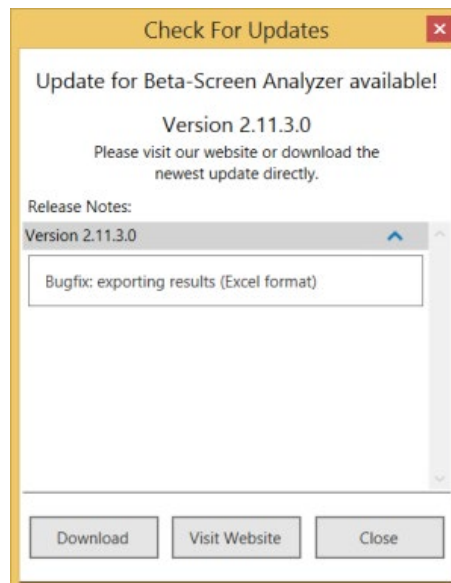 Check For Updates
Update for Beta-Screen Analyzer available!
Version 2.11.3.0
Please visit our website or download the
newest update directly.
Release Notes:
Version 2.11.3.0
Bugfix: exporting results (Excel format)
Download Visit Website Close